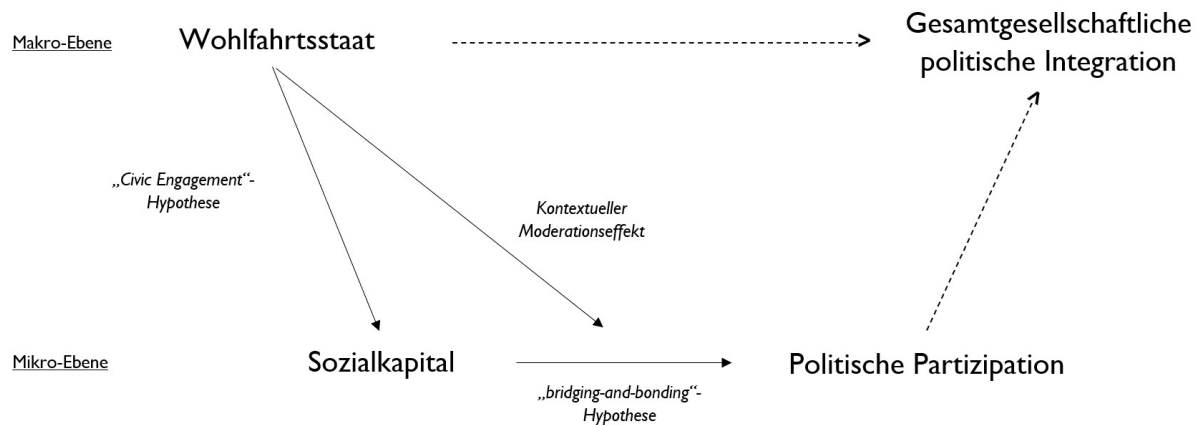 Makro-Ebene
Wohlfahrtsstaat
Gesamtgesellschaftliche
politische Integration
„Civic Engagement“-
Hypothese
Kontextueller
Moderationseffekt
Mikro-Ebene
Sozialkapital
Politische Partizipation
„bridging-and-bonding“-
Hypothese